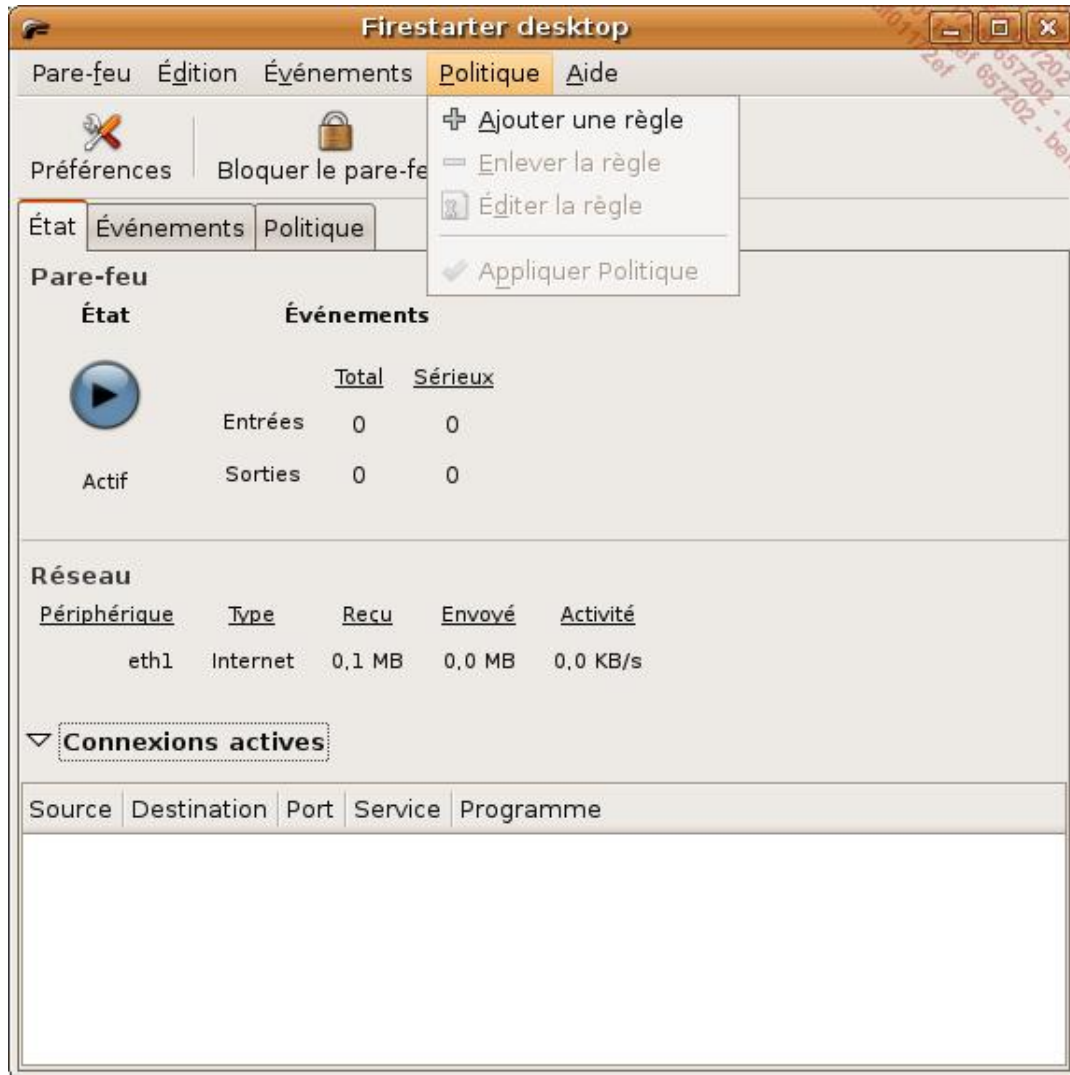 Firestarter desktop
Pare-feu Édition Événements Politique Aide
Ajouter une règle
Enlever la règle
Éditer la règle
Appliquer Politique
Préférences Bloquer le pare-fe
État Événements Politique
Pare-feu
État Événements
Total Sérieux
Entrées 0 0
Sorties 0 0
Actif
Réseau
Périphérique Type Reçu Envoyé Activité
eth1 Internet 0,1 MB 0,0 MB 0,0 KB/s
Connexions actives
Source Destination Port Service Programme